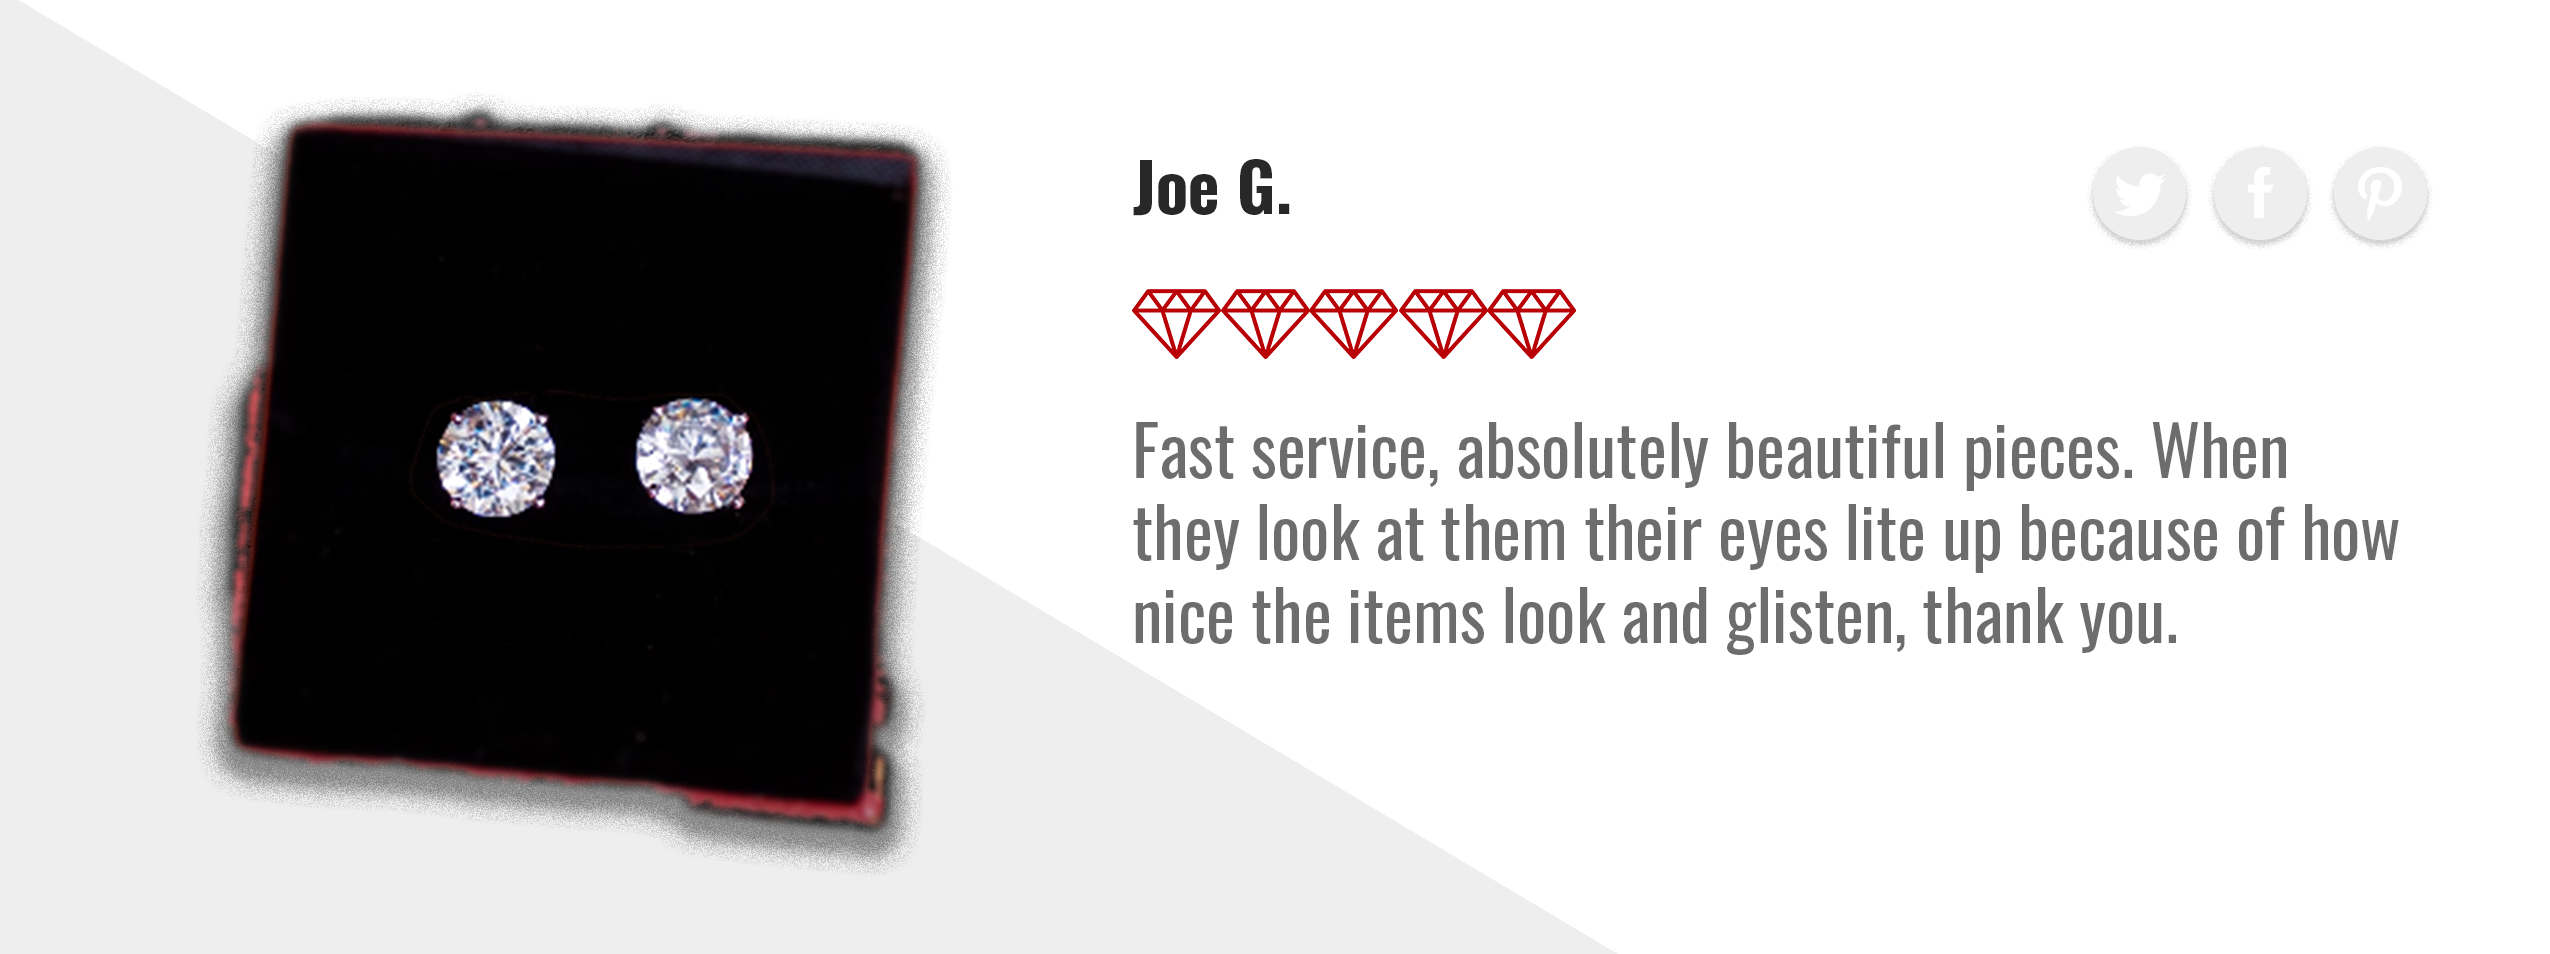 Joe G.
Fast service, absolutely beautiful pieces. When
they look at them their eyes lite up because of how
nice the items look and glisten, thank you.